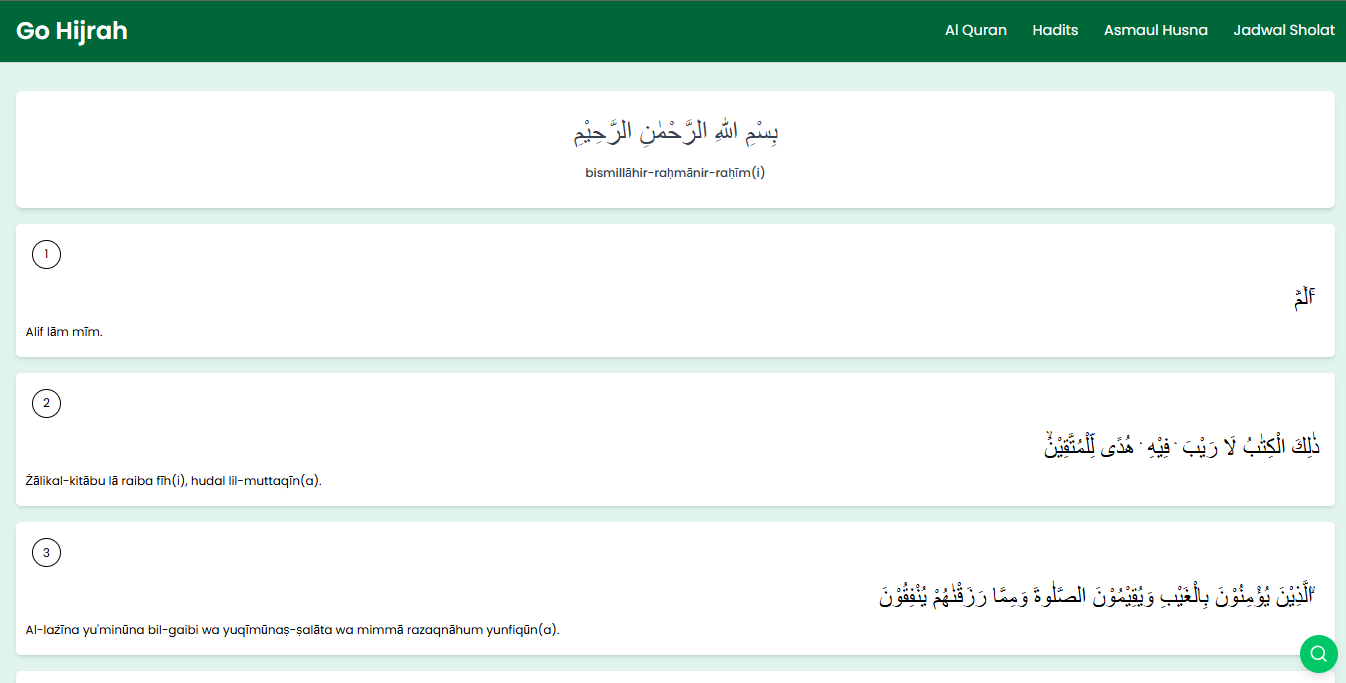 Go Hijrah
Al Quran Hadits Asmaul Husna Jadwal Sholat
بِسْمِ اللّٰهِ الرَّحْمٰنِ الرَّحِيْمِ
bismillāhir-raḥmānir-raḥīm(i)
1
الۤمّۤ ۚ
Alif lām mīm.
2
ذٰلِكَ الْكِتٰبُ لَا رَيْبَ ۛ فِيْهِ ۛ هُدًى لِّلْمُتَّقِيْنَۙ
Żālikal-kitābu lā raiba fīh(i), hudal lil-muttaqīn(a).
3
الَّذِيْنَ يُؤْمِنُوْنَ بِالْغَيْبِ وَيُقِيْمُوْنَ الصَّلٰوةَ وَمِمَّا رَزَقْنٰهُمْ يُنْفِقُوْنَ ۙ
Al-lażīna yu'minūna bil-gaibi wa yuqīmūnaṣ-ṣalāta wa mimmā razaqnāhum yunfiqūn(a).